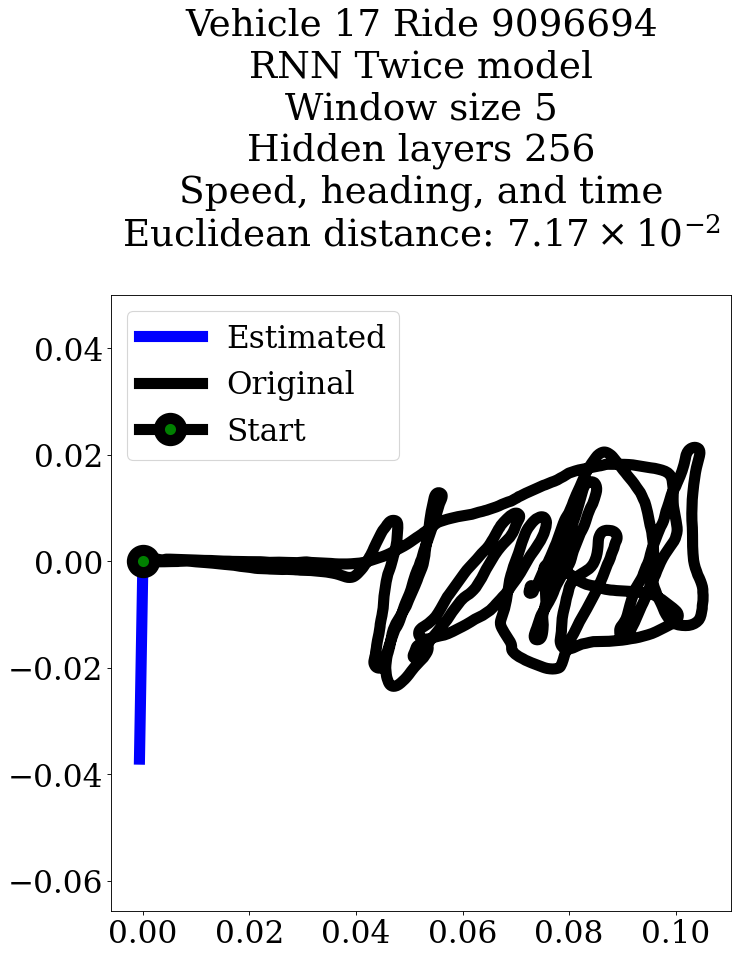 Vehicle 17 Ride 9096694
RNN Twice model
Window size 5
Hidden layers 256
Speed, heading, and time
Euclidean distance: 7.17 × 10⁻²
Estimated
Original
Start
0.04
0.02
0.00
−0.02
−0.04
−0.06
0.00 0.02 0.04 0.06 0.08 0.10